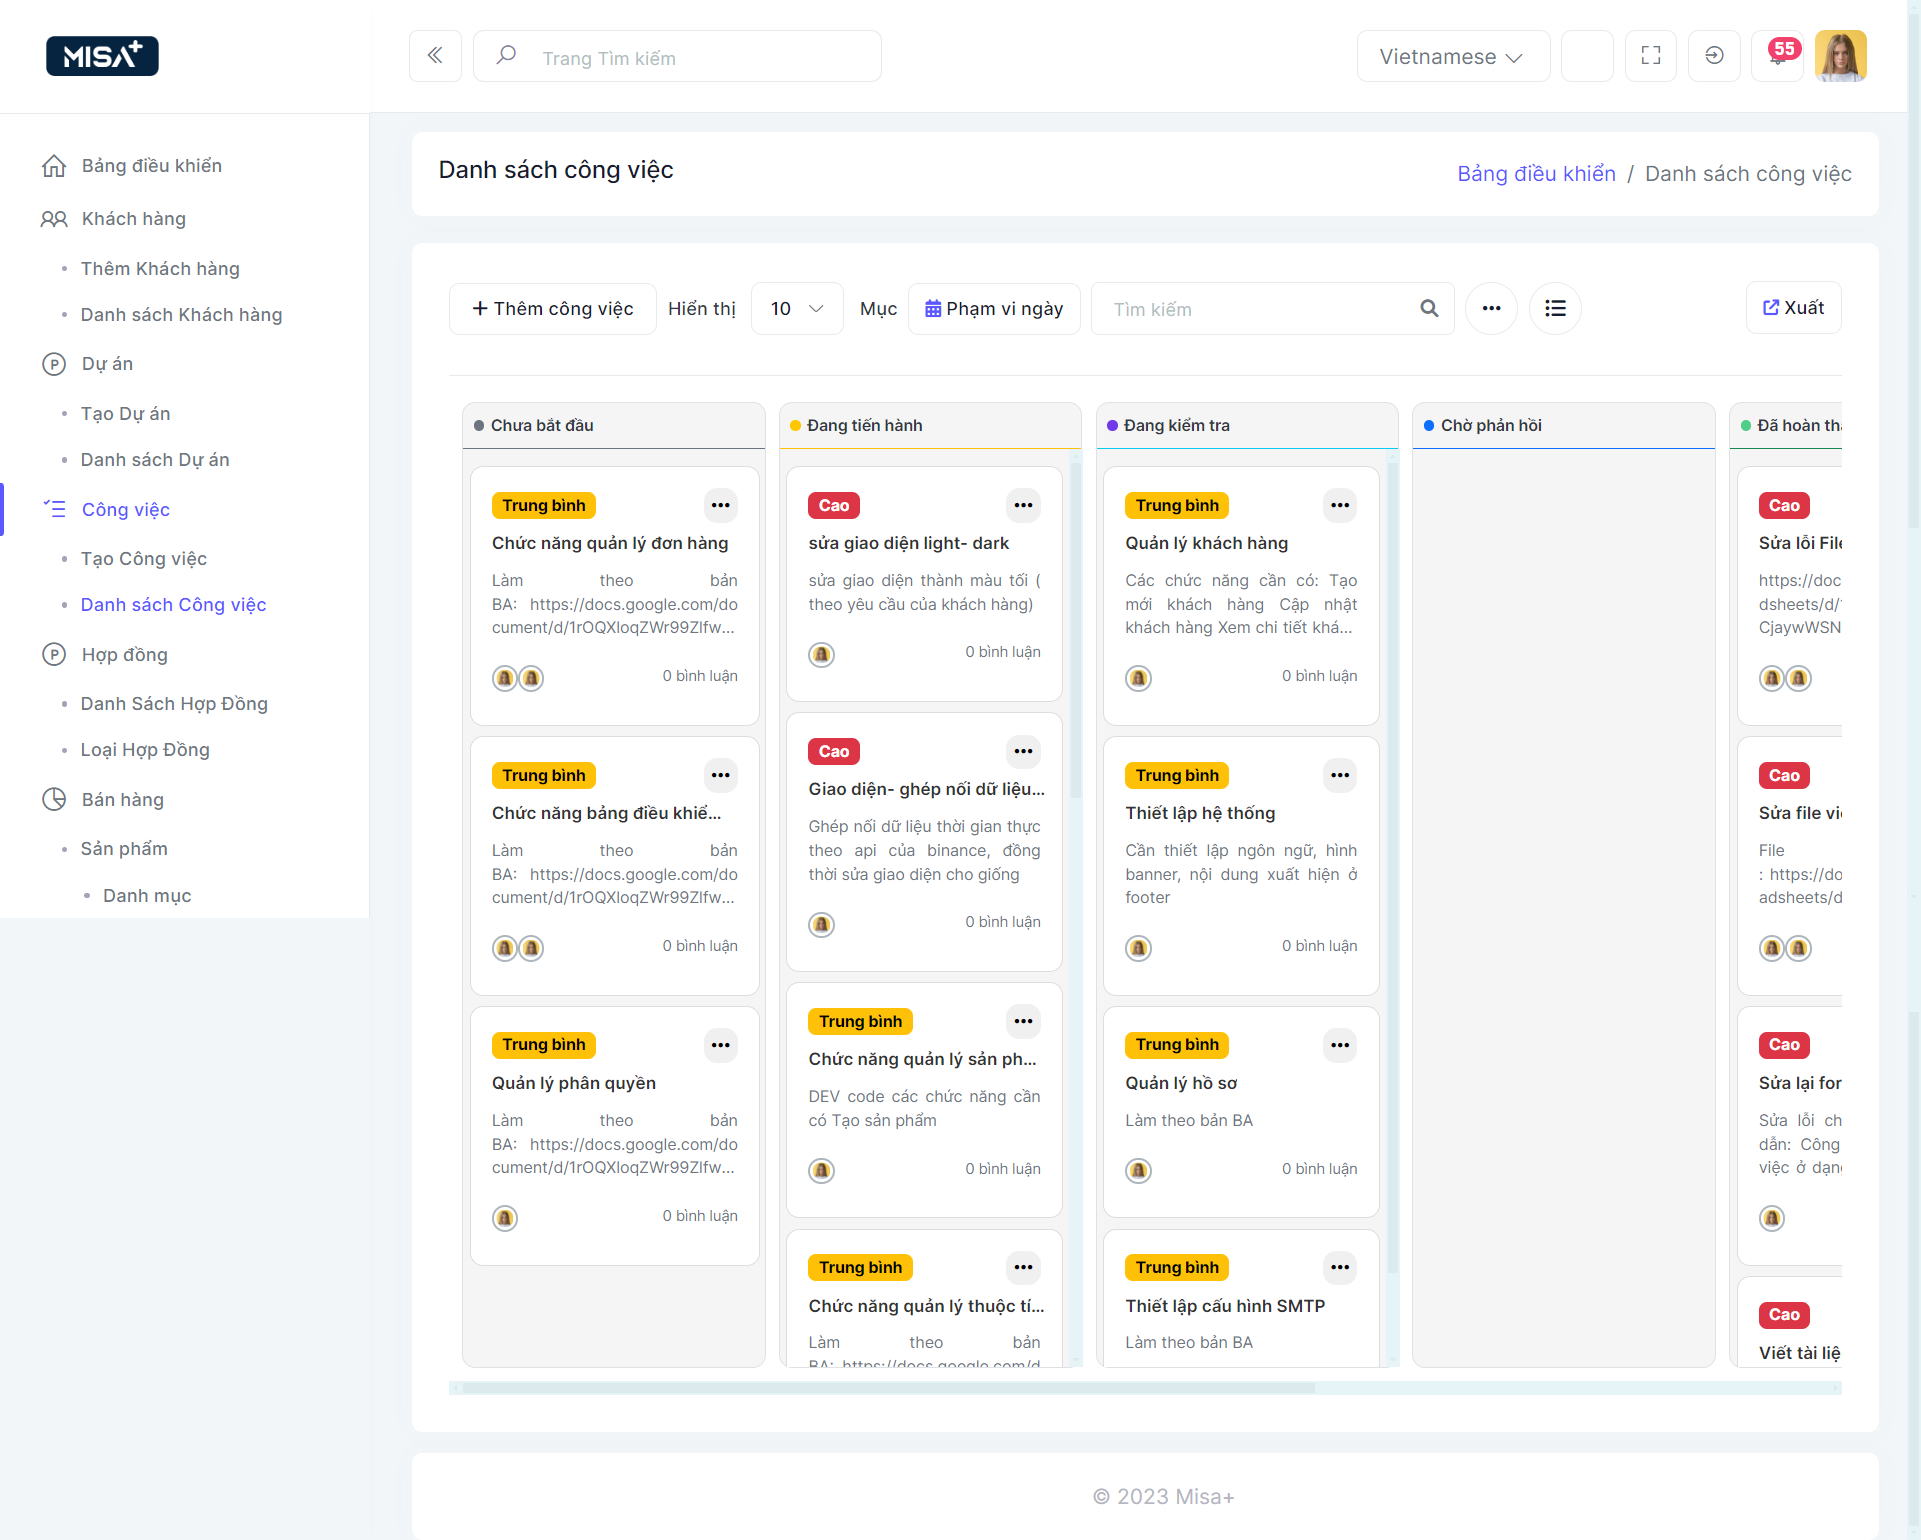 MISA+
Trang Tìm kiếm
Vietnamese
55
Bảng điều khiển
Khách hàng
Thêm Khách hàng
Danh sách Khách hàng
Dự án
Tạo Dự án
Danh sách Dự án
Công việc
Tạo Công việc
Danh sách Công việc
Hợp đồng
Danh Sách Hợp Đồng
Loại Hợp Đồng
Bán hàng
Sản phẩm
Danh mục
Danh sách công việc
Bảng điều khiển / Danh sách công việc
+ Thêm công việc
Hiển thị
10
Mục
Phạm vi ngày
Tìm kiếm
Xuất
Chưa bắt đầu
Trung bình
Chức năng quản lý đơn hàng
Làm theo bản
BA: https://docs.google.com/do
cument/d/1rOQXloqZWr99Zlfw...
0 bình luận
Trung bình
Chức năng bảng điều khiể...
Làm theo bản
BA: https://docs.google.com/do
cument/d/1rOQXloqZWr99Zlfw...
0 bình luận
Trung bình
Quản lý phân quyền
Làm theo bản
BA: https://docs.google.com/do
cument/d/1rOQXloqZWr99Zlfw...
0 bình luận
Đang tiến hành
Cao
sửa giao diện light- dark
sửa giao diện thành màu tối (
theo yêu cầu của khách hàng)
0 bình luận
Cao
Giao diện- ghép nối dữ liệu...
Ghép nối dữ liệu thời gian thực
theo api của binance, đồng
thời sửa giao diện cho giống
0 bình luận
Trung bình
Chức năng quản lý sản ph...
DEV code các chức năng cần
có Tạo sản phẩm
0 bình luận
Trung bình
Chức năng quản lý thuộc tí...
Làm theo bản
BA: https://docs.google.com/d
Đang kiểm tra
Trung bình
Quản lý khách hàng
Các chức năng cần có: Tạo
mới khách hàng Cập nhật
khách hàng Xem chi tiết khá...
0 bình luận
Trung bình
Thiết lập hệ thống
Cần thiết lập ngôn ngữ, hình
banner, nội dung xuất hiện ở
footer
0 bình luận
Trung bình
Quản lý hồ sơ
Làm theo bản BA
0 bình luận
Trung bình
Thiết lập cấu hình SMTP
Làm theo bản BA
Chờ phản hồi
Đã hoàn thà
Cao
Sửa lỗi File
https://doc
dsheets/d/
CjaywWSN
Cao
Sửa file vi
File
: https://do
adsheets/d
Cao
Sửa lại for
Sửa lỗi ch
dẫn: Công
việc ở dạng
Cao
Viết tài liệ
© 2023 Misa+